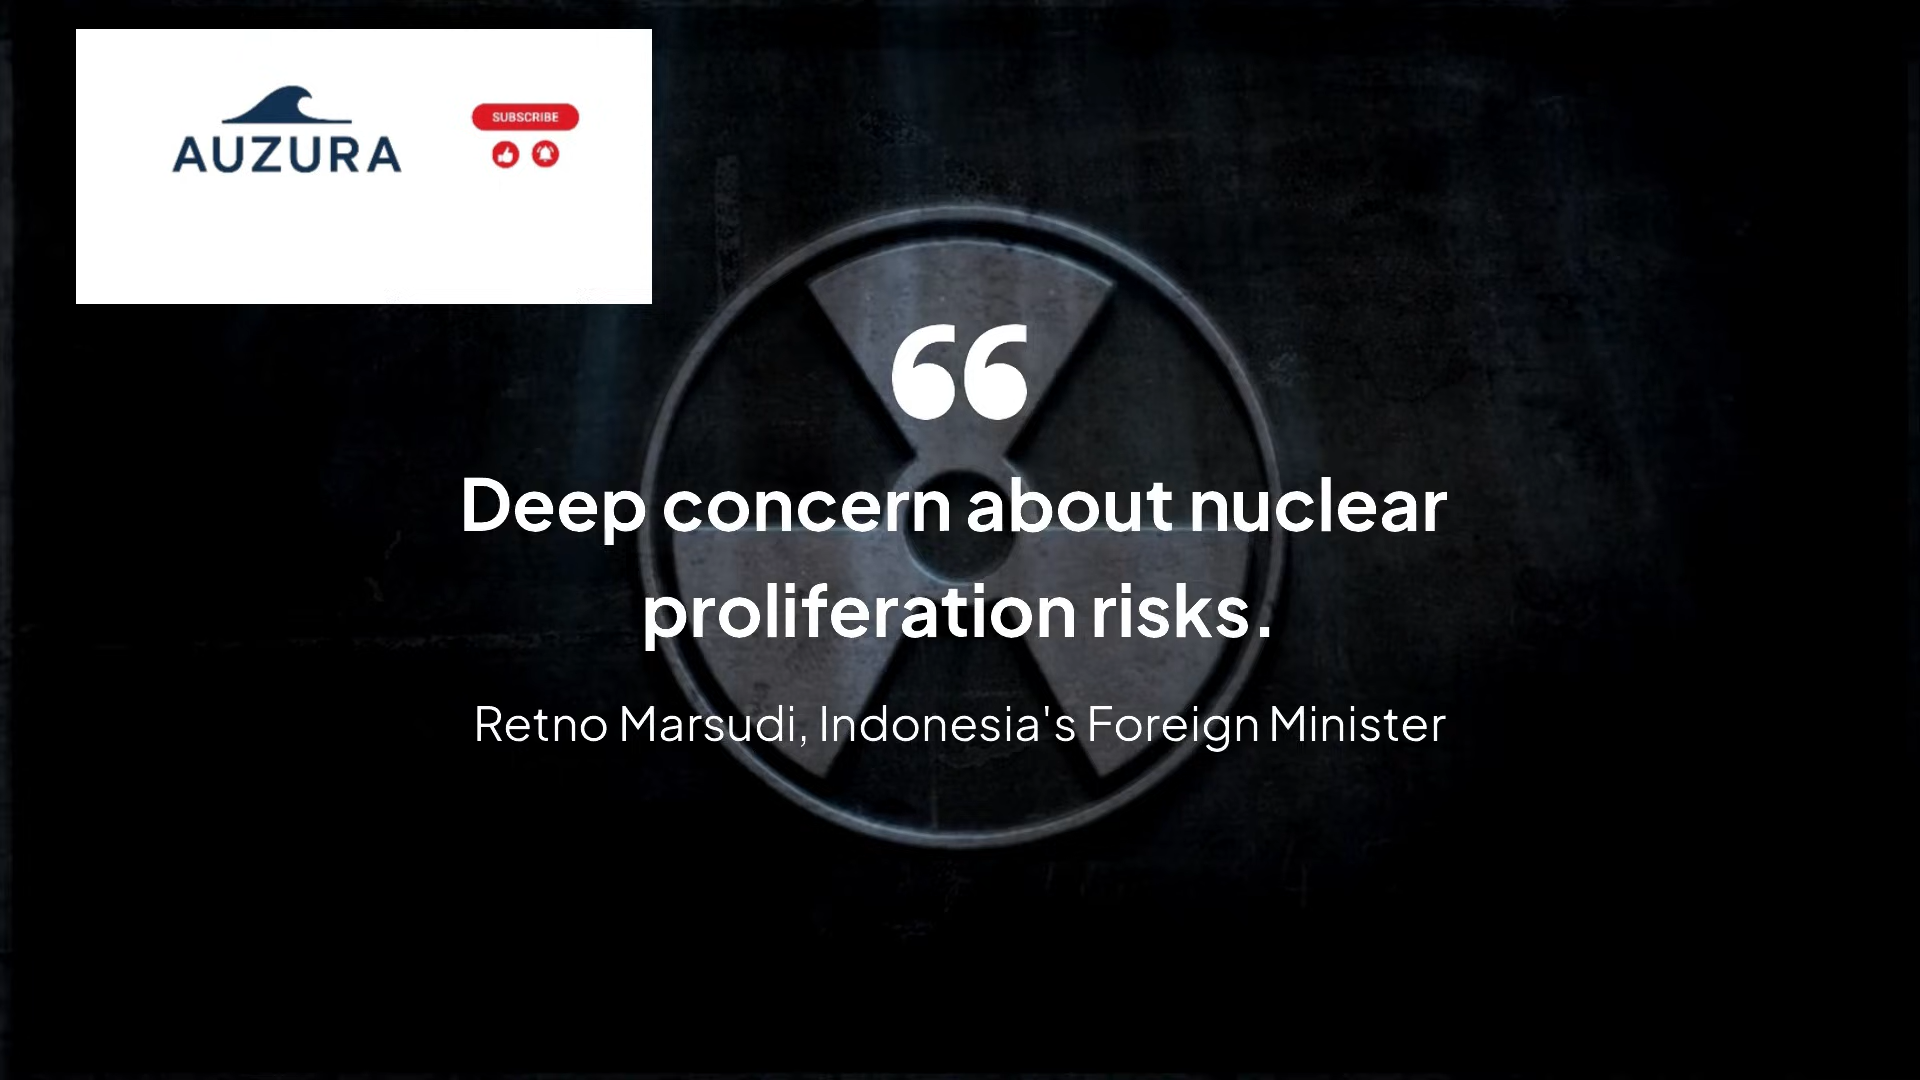 AUZURA
SUBSCRIBE
Deep concern about nuclear
proliferation risks.
Retno Marsudi, Indonesia's Foreign Minister